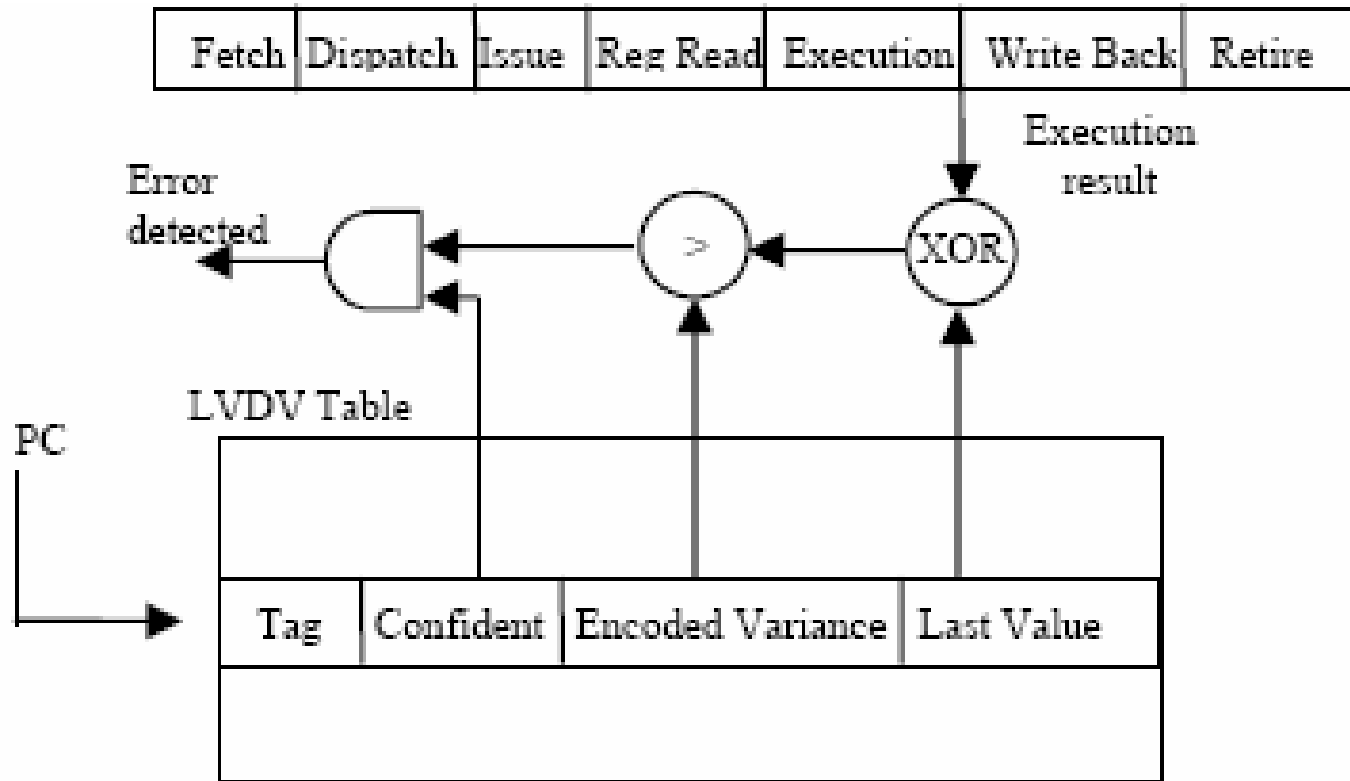 Fetch Dispatch Issue Reg Read Execution Write Back Retire
Execution
result
Error
detected
> XOR
LVDV Table
PC
Tag Confident Encoded Variance Last Value